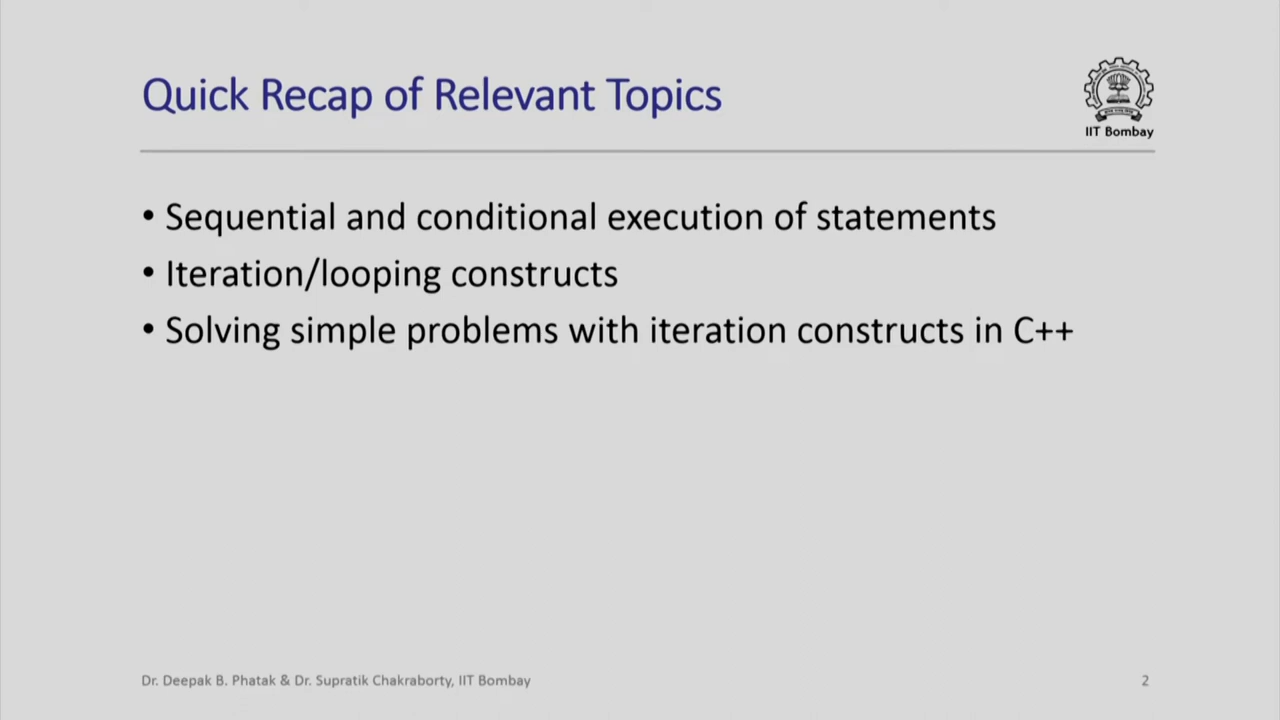 Quick Recap of Relevant Topics
IIT Bombay
• Sequential and conditional execution of statements
• Iteration/looping constructs
• Solving simple problems with iteration constructs in C++
Dr. Deepak B. Phatak & Dr. Supratik Chakraborty, IIT Bombay
2